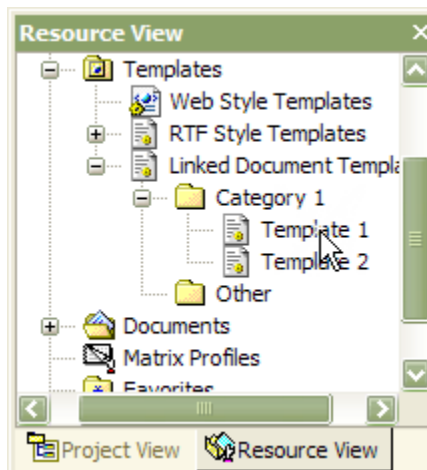 Resource View
Templates
Web Style Templates
RTF Style Templates
Linked Document Templa
Category 1
Template 1
Template 2
Other
Documents
Matrix Profiles
Favorites
Project View Resource View